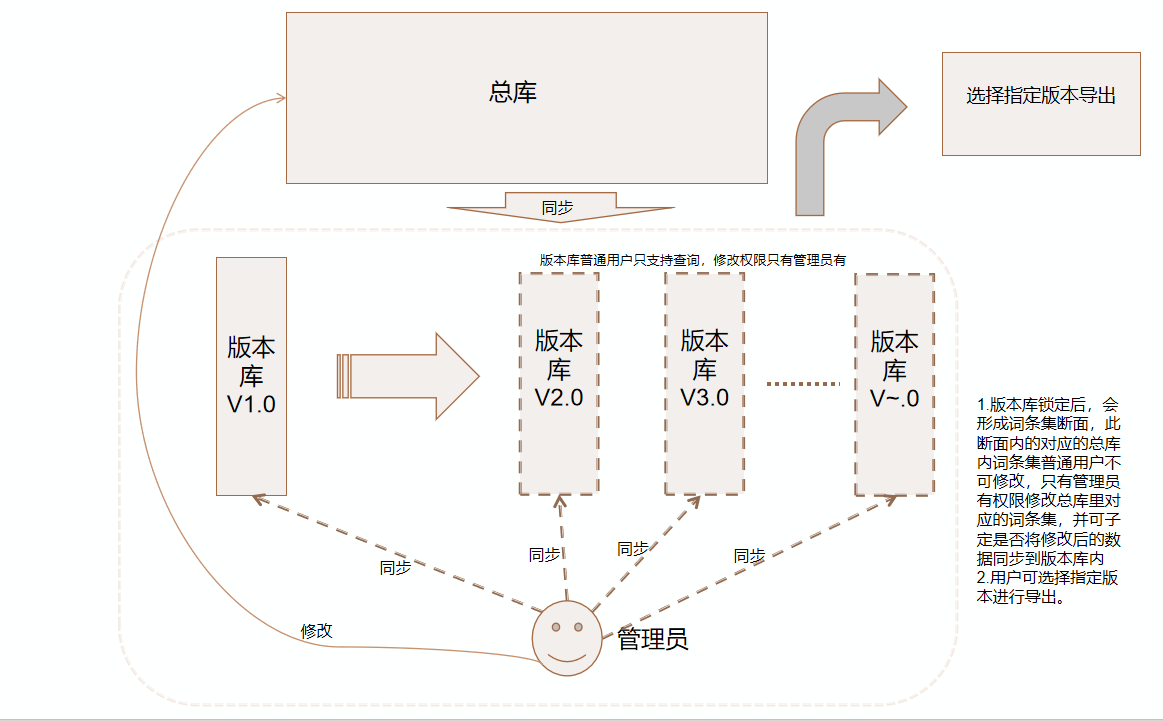 总库
选择指定版本导出
同步
版本库普通用户只支持查询，修改权限只有管理员有
版本
库
V1.0
版本
库
V2.0
版本
库
V3.0
版本
库
V~.0
1.版本库锁定后，会
形成词条集断面，此
断面内的对应的总库
内词条集普通用户不
可修改，只有管理员
有权限修改总库里对
应的词条集，并可子
定是否将修改后的数
据同步到版本库内
2.用户可选择指定版
本进行导出。
同步
同步
同步
同步
修改
管理员